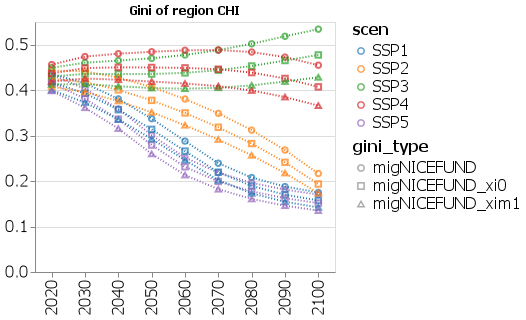 Gini of region CHI
0.5
0.4
0.3
0.2
0.1
0.0
2020 2030 2040 2050 2060 2070 2080 2090 2100
scen
SSP1
SSP2
SSP3
SSP4
SSP5
gini_type
migNICEFUND
migNICEFUND_xi0
migNICEFUND_xim1